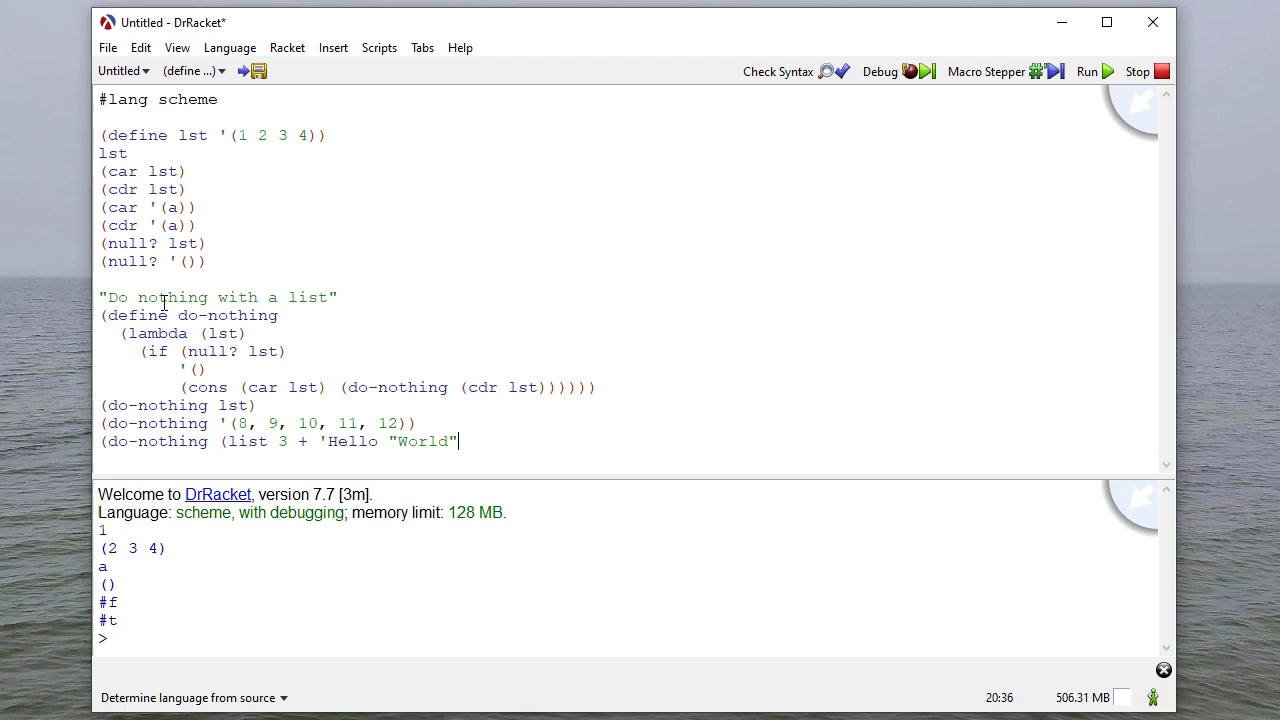 Untitled - DrRacket*
File Edit View Language Racket Insert Scripts Tabs Help
Untitled (define ...) Check Syntax Debug Macro Stepper Run Stop
#lang scheme
(define lst '(1 2 3 4))
lst
(car lst)
(cdr lst)
(car '(a))
(cdr '(a))
(null? lst)
(null? '())
"Do nothing with a list"
(define do-nothing
(lambda (lst)
(if (null? lst)
'()
(cons (car lst) (do-nothing (cdr lst))))))
(do-nothing lst)
(do-nothing '(8, 9, 10, 11, 12))
(do-nothing (list 3 + 'Hello "World"
Welcome to DrRacket, version 7.7 [3m].
Language: scheme, with debugging; memory limit: 128 MB.
1
(2 3 4)
a
()
#f
#t
>
Determine language from source 20:36 506.31 MB